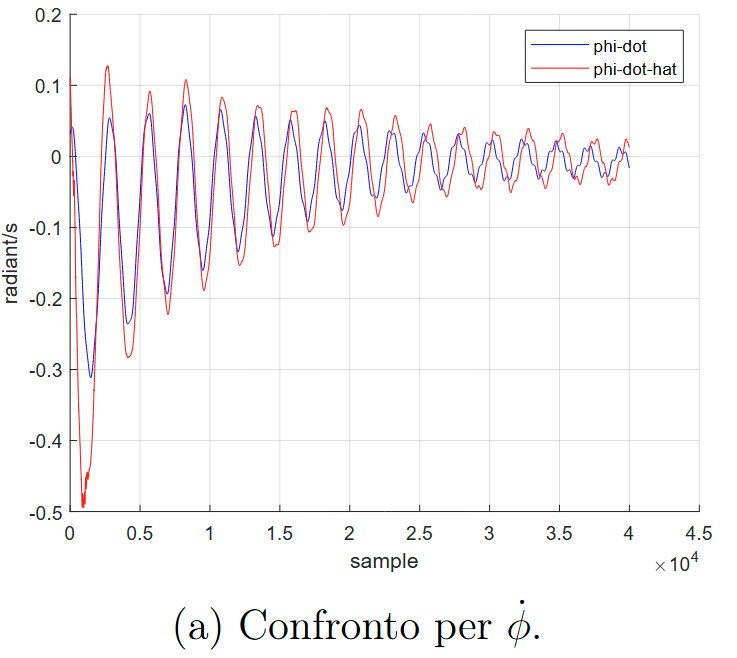 0.2
0.1
0
-0.1
-0.2
-0.3
-0.4
-0.5
radiant/s
phi-dot
phi-dot-hat
0 0.5 1 1.5 2 2.5 3 3.5 4 4.5
sample
×10⁴
(a) Confronto per ϕ̇.